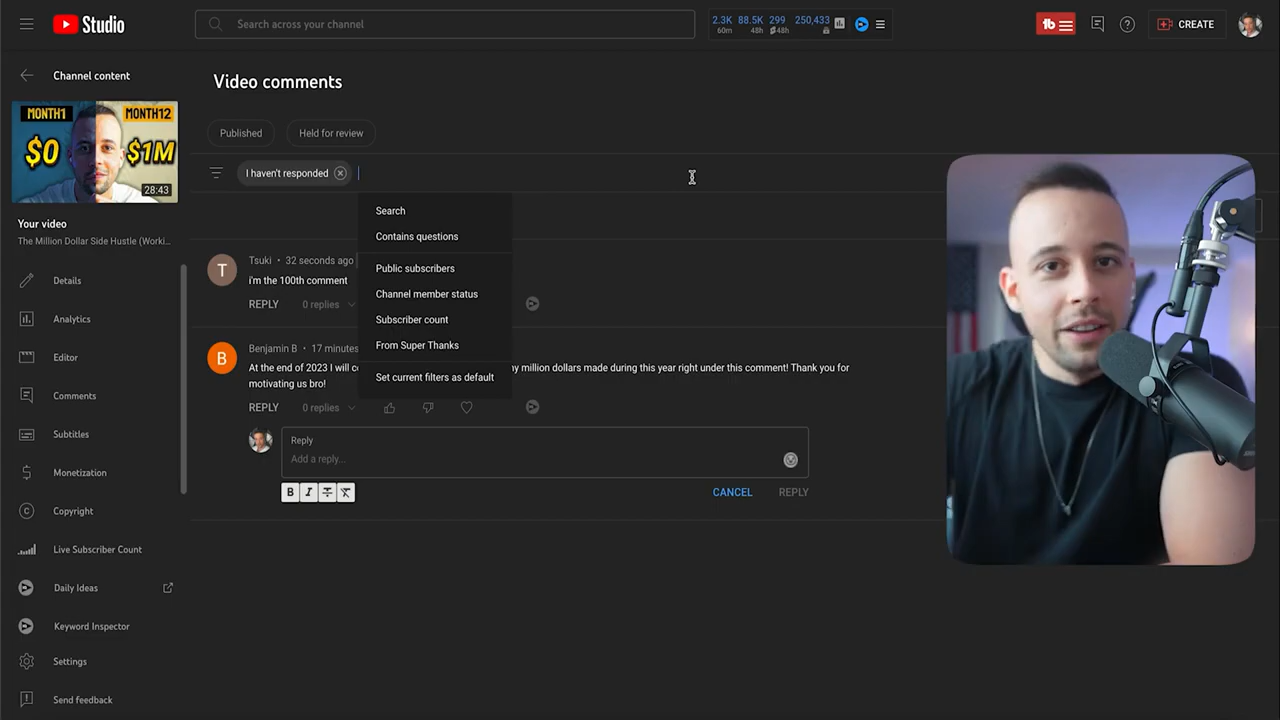 Studio
Search across your channel
2.3K 88.5K 299 250,433
60m 48h 48h
tb
CREATE
Channel content
MONTH1 MONTH12
$0 $1M
28:43
Your video
The Million Dollar Side Hustle (Worki...
Details
Analytics
Editor
Comments
Subtitles
Monetization
Copyright
Live Subscriber Count
Daily Ideas
Keyword Inspector
Settings
Send feedback
Video comments
Published
Held for review
I haven't responded
Search
Contains questions
Public subscribers
Channel member status
Subscriber count
From Super Thanks
Set current filters as default
T
Tsuki • 32 seconds ago
i'm the 100th comment
REPLY 0 replies
B
Benjamin B • 17 minutes
At the end of 2023 I will co my million dollars made during this year right under this comment! Thank you for
motivating us bro!
REPLY 0 replies
Reply
Add a reply...
B I T
CANCEL REPLY